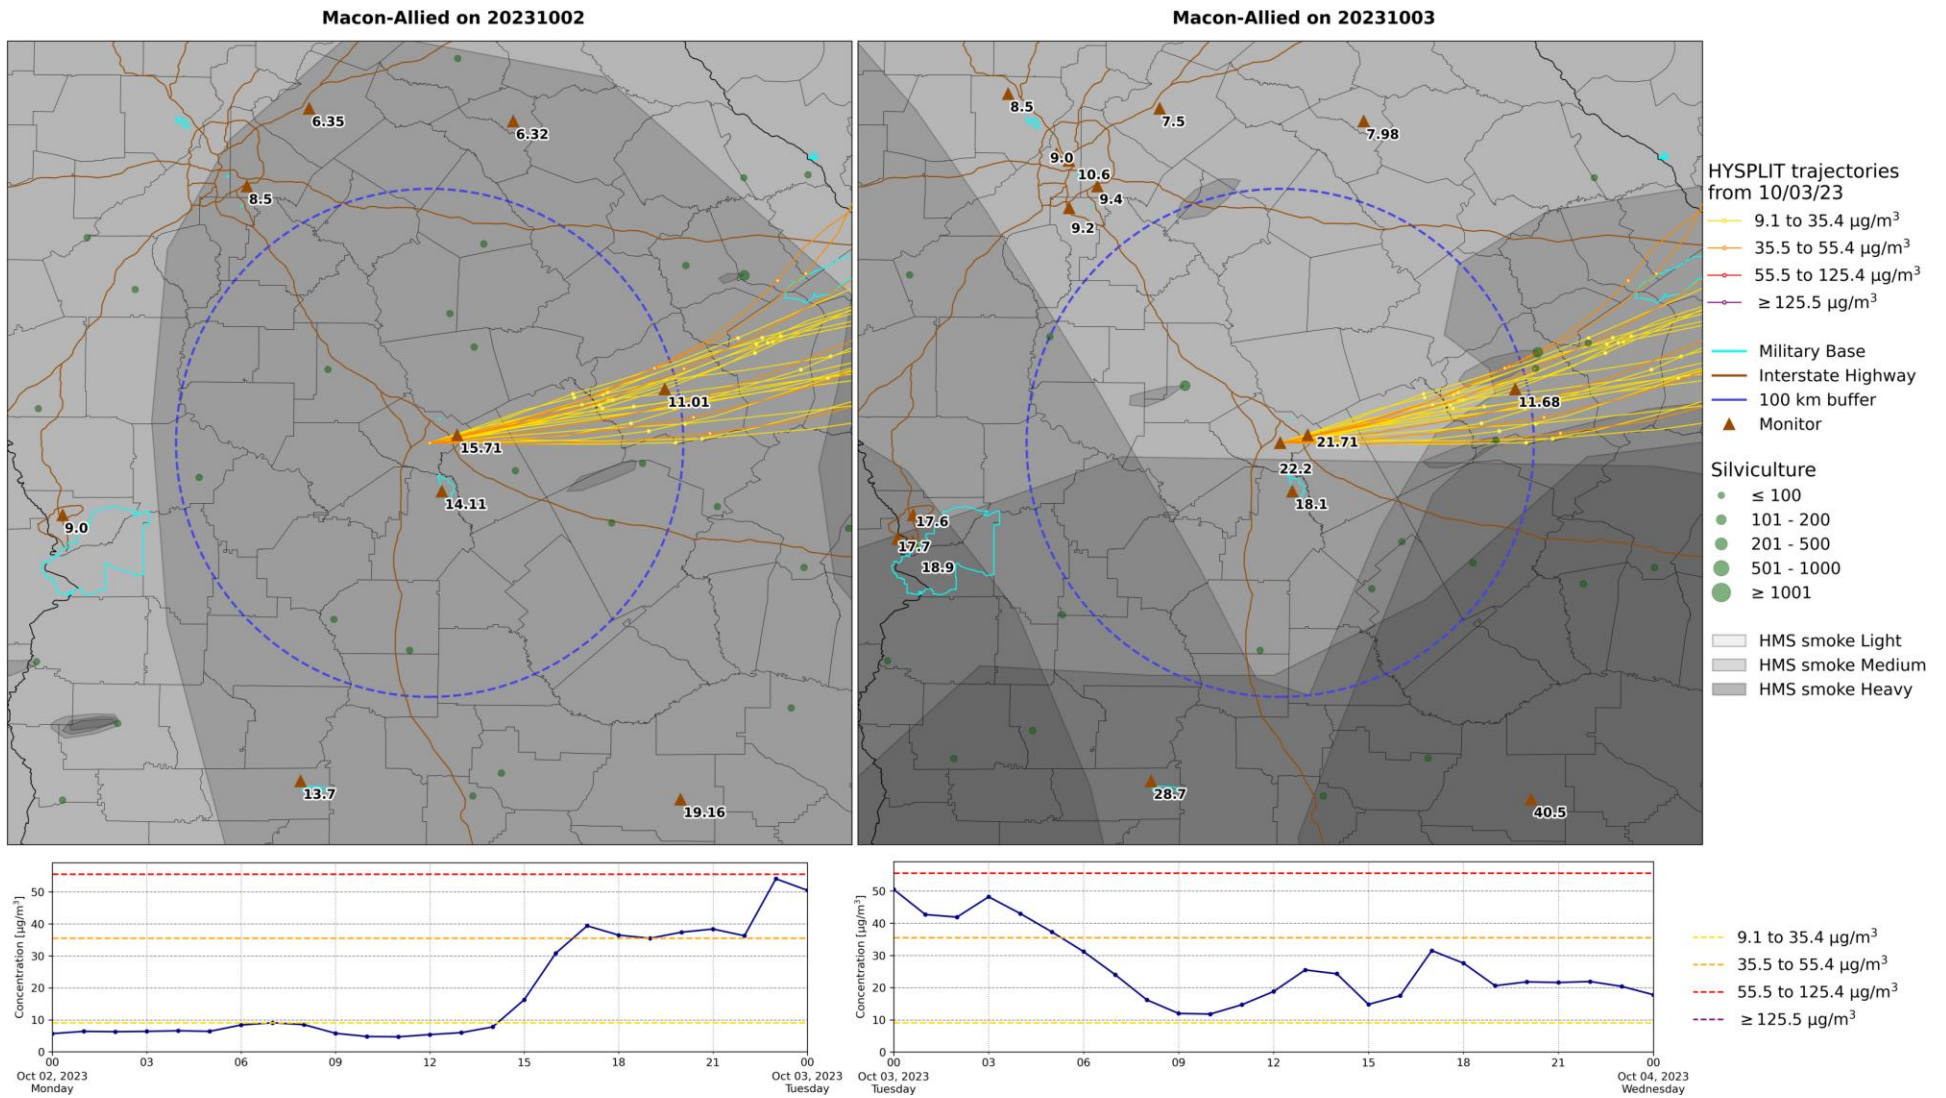 Macon-Allied on 20231002
6.35
6.32
8.5
11.01
15.71
14.11
9.0
13.7
19.16
Macon-Allied on 20231003
8.5
7.5
7.98
9.0
10.6
9.4
9.2
11.68
21.71
22.2
18.1
17.6
17.7
18.9
28.7
40.5
HYSPLIT trajectories
from 10/03/23
9.1 to 35.4 μg/m³
35.5 to 55.4 μg/m³
55.5 to 125.4 μg/m³
≥ 125.5 μg/m³
Military Base
Interstate Highway
100 km buffer
Monitor
Silviculture
≤ 100
101 - 200
201 - 500
501 - 1000
≥ 1001
HMS smoke Light
HMS smoke Medium
HMS smoke Heavy
Concentration [μg/m³]
50
40
30
20
10
0
00 03 06 09 12 15 18 21 00
Oct 02, 2023 Oct 03, 2023
Monday Tuesday
Concentration [μg/m³]
50
40
30
20
10
0
00 03 06 09 12 15 18 21 00
Oct 03, 2023 Oct 04, 2023
Tuesday Wednesday
9.1 to 35.4 μg/m³
35.5 to 55.4 μg/m³
55.5 to 125.4 μg/m³
≥ 125.5 μg/m³